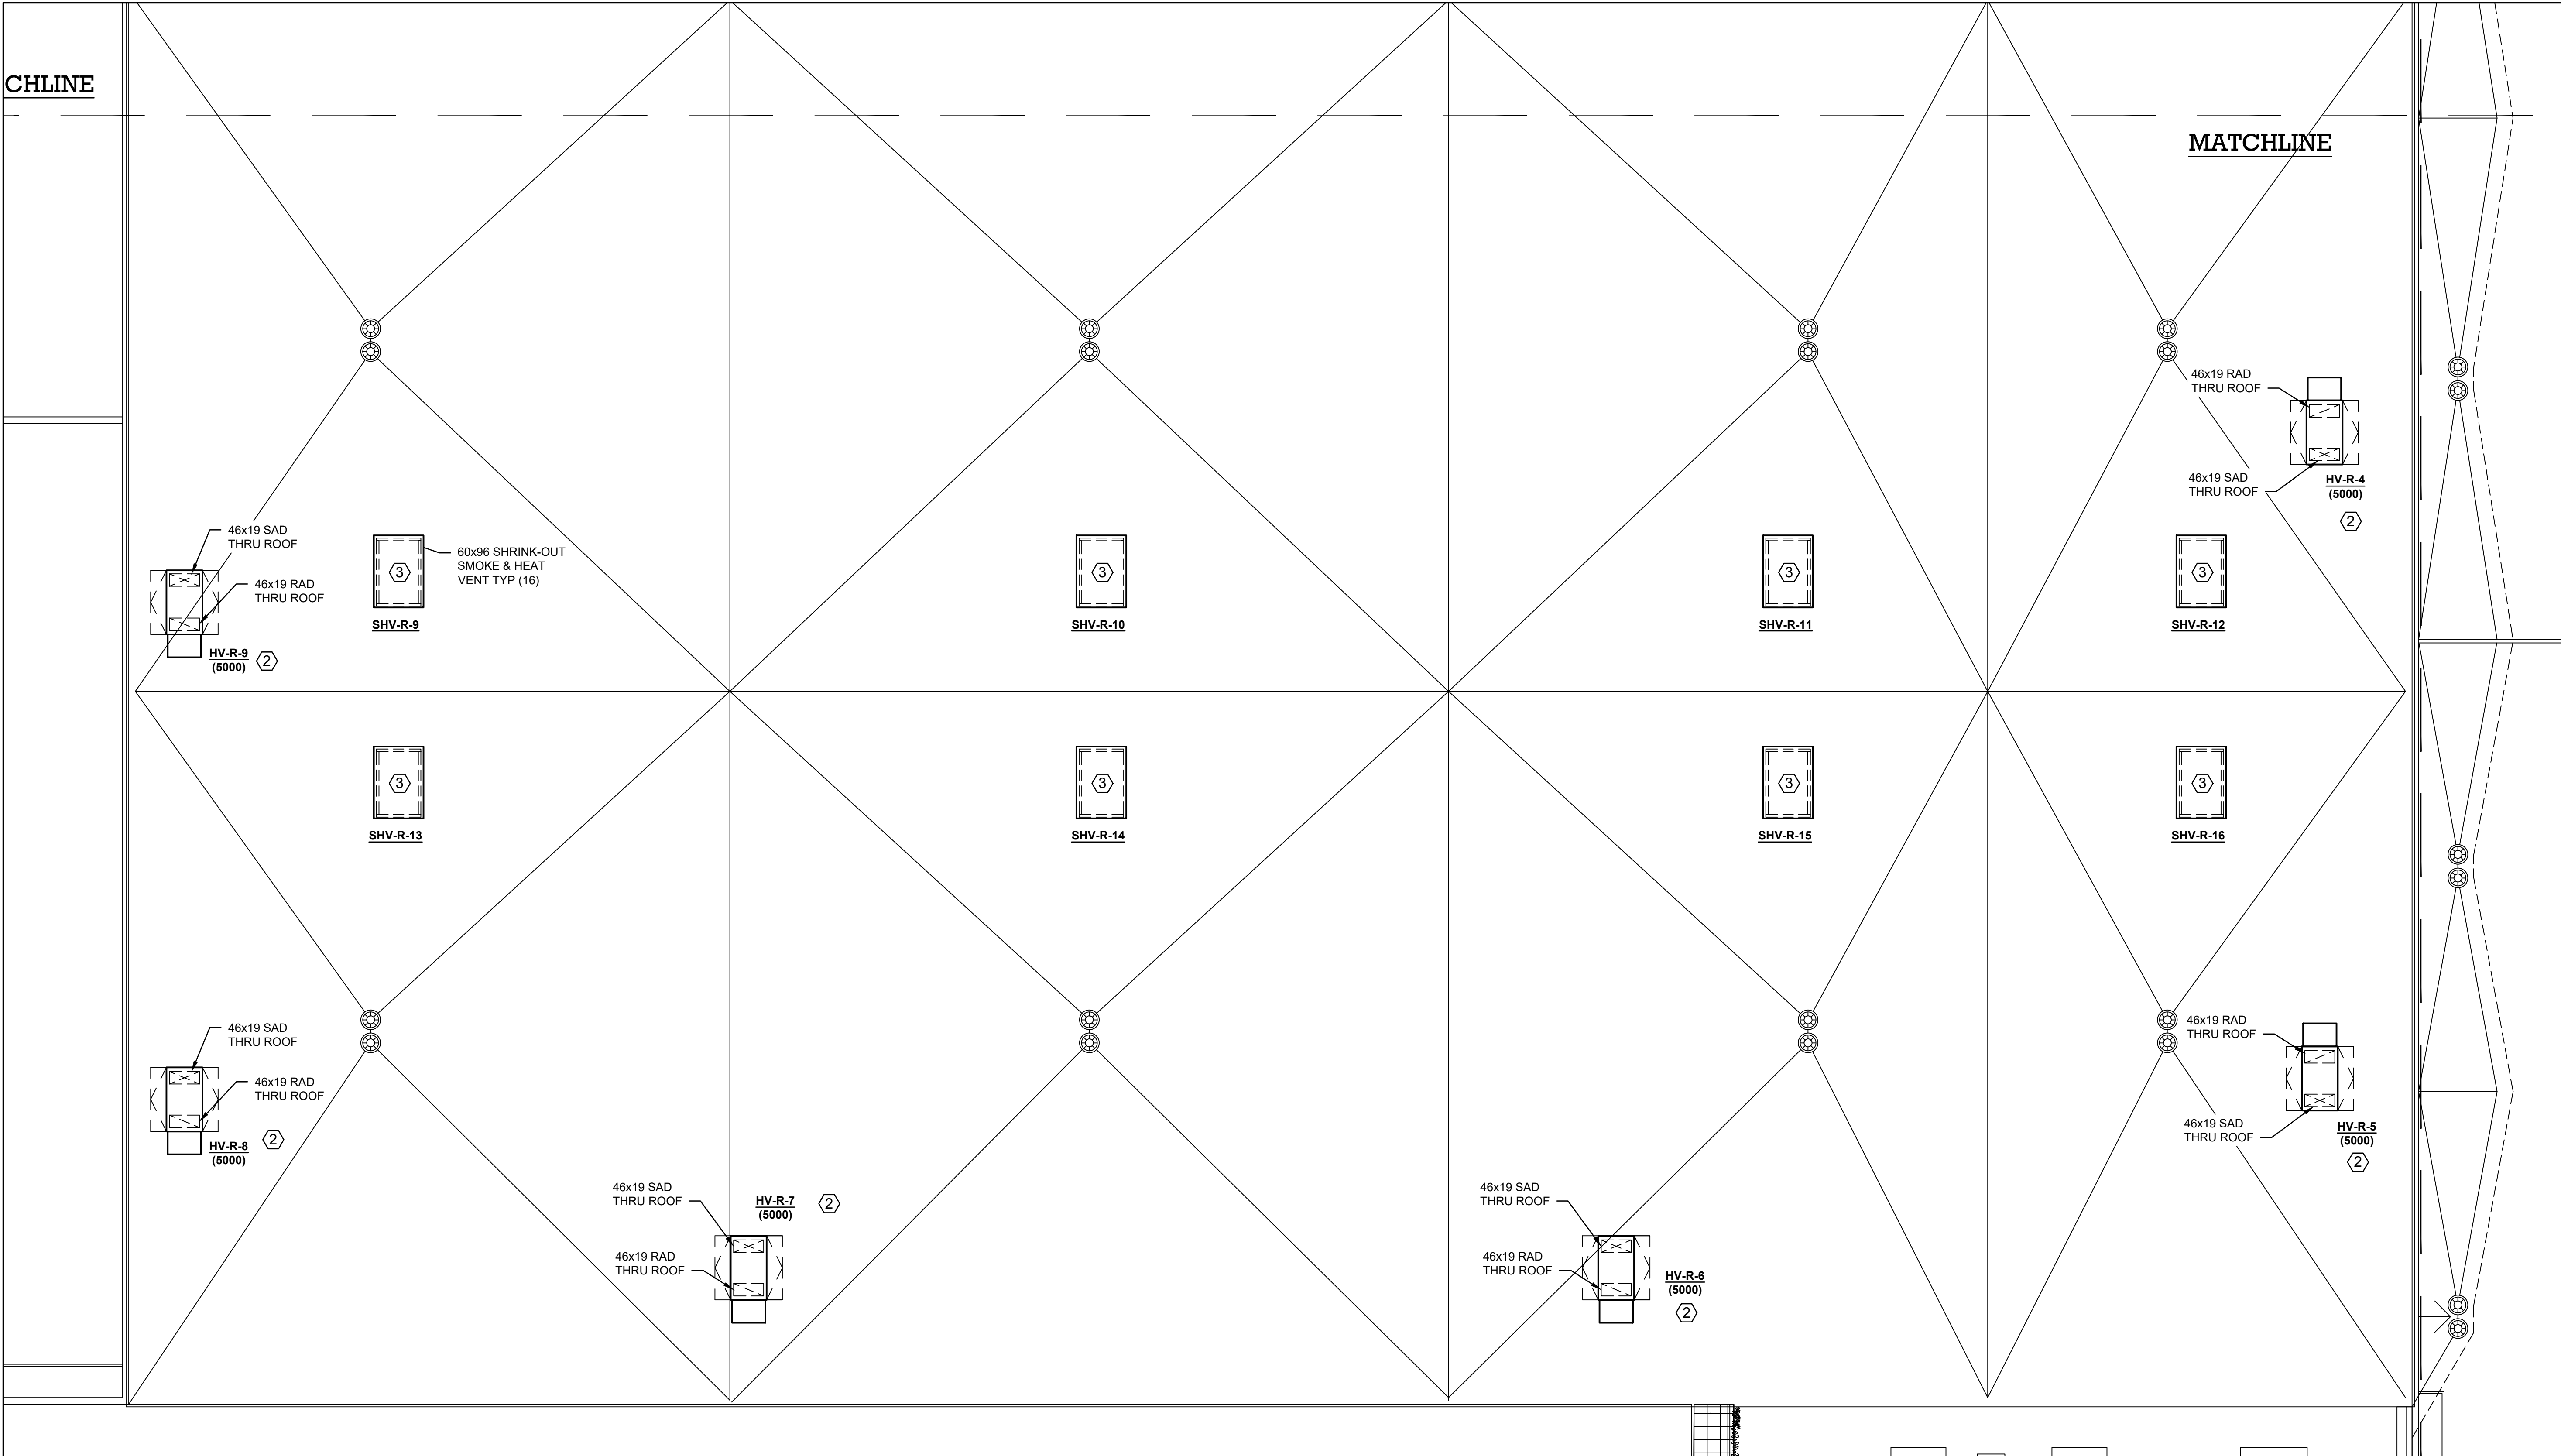 CHLINE
MATCHLINE
46x19 RAD
THRU ROOF
46x19 SAD
THRU ROOF
HV-R-4
(5000)
2
46x19 SAD
THRU ROOF
46x19 RAD
THRU ROOF
HV-R-9
(5000)
2
3
60x96 SHRINK-OUT
SMOKE & HEAT
VENT TYP (16)
SHV-R-9
3
SHV-R-10
3
SHV-R-11
3
SHV-R-12
3
SHV-R-13
3
SHV-R-14
3
SHV-R-15
3
SHV-R-16
46x19 SAD
THRU ROOF
46x19 RAD
THRU ROOF
HV-R-8
(5000)
2
46x19 SAD
THRU ROOF
46x19 RAD
THRU ROOF
HV-R-7
(5000)
2
46x19 SAD
THRU ROOF
46x19 RAD
THRU ROOF
HV-R-6
(5000)
2
46x19 RAD
THRU ROOF
46x19 SAD
THRU ROOF
HV-R-5
(5000)
2